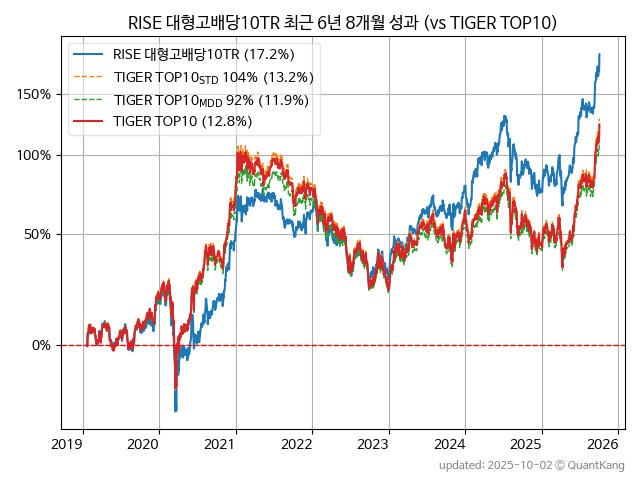 RISE 대형고배당10TR 최근 6년 8개월 성과 (vs TIGER TOP10)
RISE 대형고배당10TR (17.2%)
TIGER TOP10STD 104% (13.2%)
TIGER TOP10MDD 92% (11.9%)
TIGER TOP10 (12.8%)
150%
100%
50%
0%
2019 2020 2021 2022 2023 2024 2025 2026
updated: 2025-10-02 © QuantKang